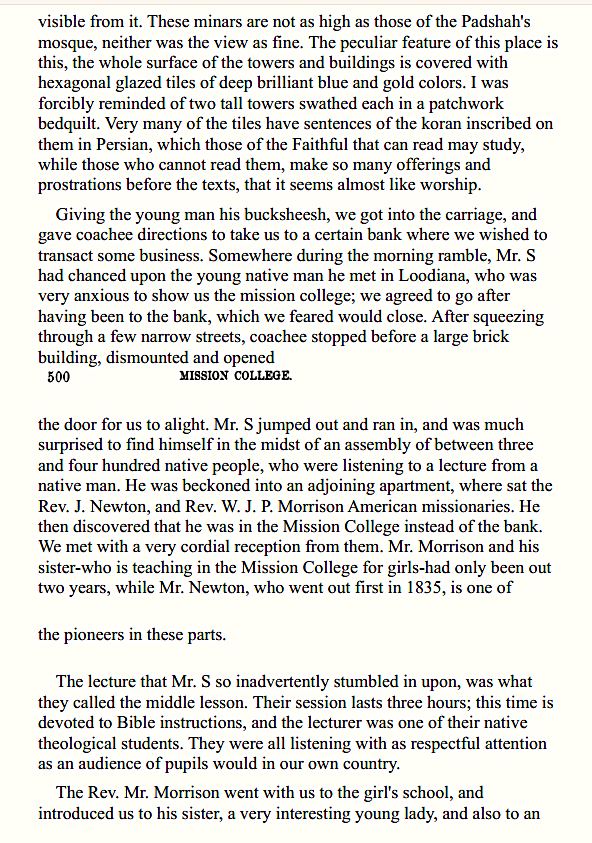 visible from it. These minars are not as high as those of the Padshah's
mosque, neither was the view as fine. The peculiar feature of this place is
this, the whole surface of the towers and buildings is covered with
hexagonal glazed tiles of deep brilliant blue and gold colors. I was
forcibly reminded of two tall towers swathed each in a patchwork
bedquilt. Very many of the tiles have sentences of the koran inscribed on
them in Persian, which those of the Faithful that can read may study,
while those who cannot read them, make so many offerings and
prostrations before the texts, that it seems almost like worship.
Giving the young man his bucksheesh, we got into the carriage, and
gave coachee directions to take us to a certain bank where we wished to
transact some business. Somewhere during the morning ramble, Mr. S
had chanced upon the young native man he met in Loodiana, who was
very anxious to show us the mission college; we agreed to go after
having been to the bank, which we feared would close. After squeezing
through a few narrow streets, coachee stopped before a large brick
building, dismounted and opened
500 MISSION COLLEGE.
the door for us to alight. Mr. S jumped out and ran in, and was much
surprised to find himself in the midst of an assembly of between three
and four hundred native people, who were listening to a lecture from a
native man. He was beckoned into an adjoining apartment, where sat the
Rev. J. Newton, and Rev. W. J. P. Morrison American missionaries. He
then discovered that he was in the Mission College instead of the bank.
We met with a very cordial reception from them. Mr. Morrison and his
sister-who is teaching in the Mission College for girls-had only been out
two years, while Mr. Newton, who went out first in 1835, is one of
the pioneers in these parts.
The lecture that Mr. S so inadvertently stumbled in upon, was what
they called the middle lesson. Their session lasts three hours; this time is
devoted to Bible instructions, and the lecturer was one of their native
theological students. They were all listening with as respectful attention
as an audience of pupils would in our own country.
The Rev. Mr. Morrison went with us to the girl's school, and
introduced us to his sister, a very interesting young lady, and also to an